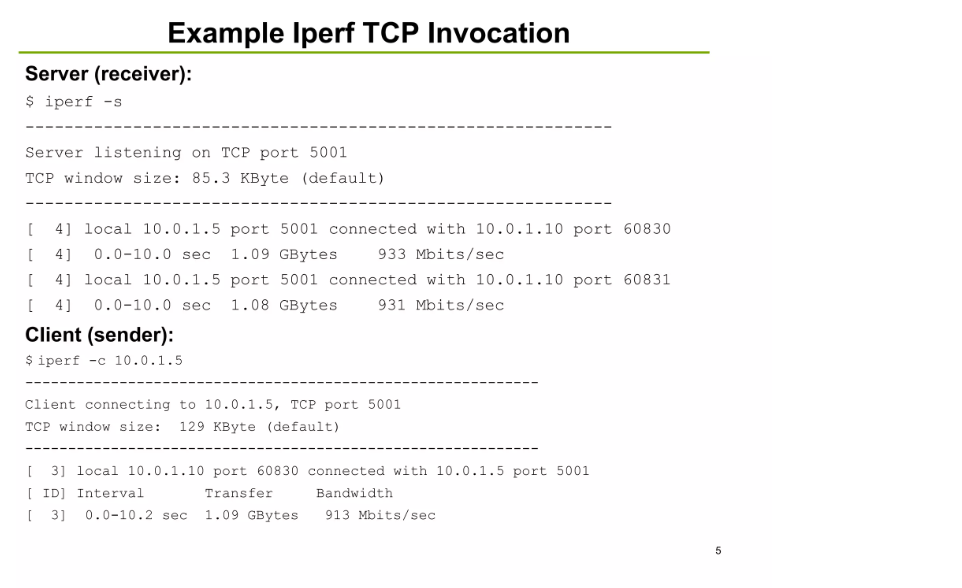 Example Iperf TCP Invocation
Server (receiver):
$ iperf -s
------------------------------------------------------------
Server listening on TCP port 5001
TCP window size: 85.3 KByte (default)
------------------------------------------------------------
[  4] local 10.0.1.5 port 5001 connected with 10.0.1.10 port 60830
[  4]  0.0-10.0 sec  1.09 GBytes    933 Mbits/sec
[  4] local 10.0.1.5 port 5001 connected with 10.0.1.10 port 60831
[  4]  0.0-10.0 sec  1.08 GBytes    931 Mbits/sec
Client (sender):
$ iperf -c 10.0.1.5
------------------------------------------------------------
Client connecting to 10.0.1.5, TCP port 5001
TCP window size:  129 KByte (default)
------------------------------------------------------------
[  3] local 10.0.1.10 port 60830 connected with 10.0.1.5 port 5001
[ ID] Interval       Transfer     Bandwidth
[  3]  0.0-10.2 sec  1.09 GBytes   913 Mbits/sec
5